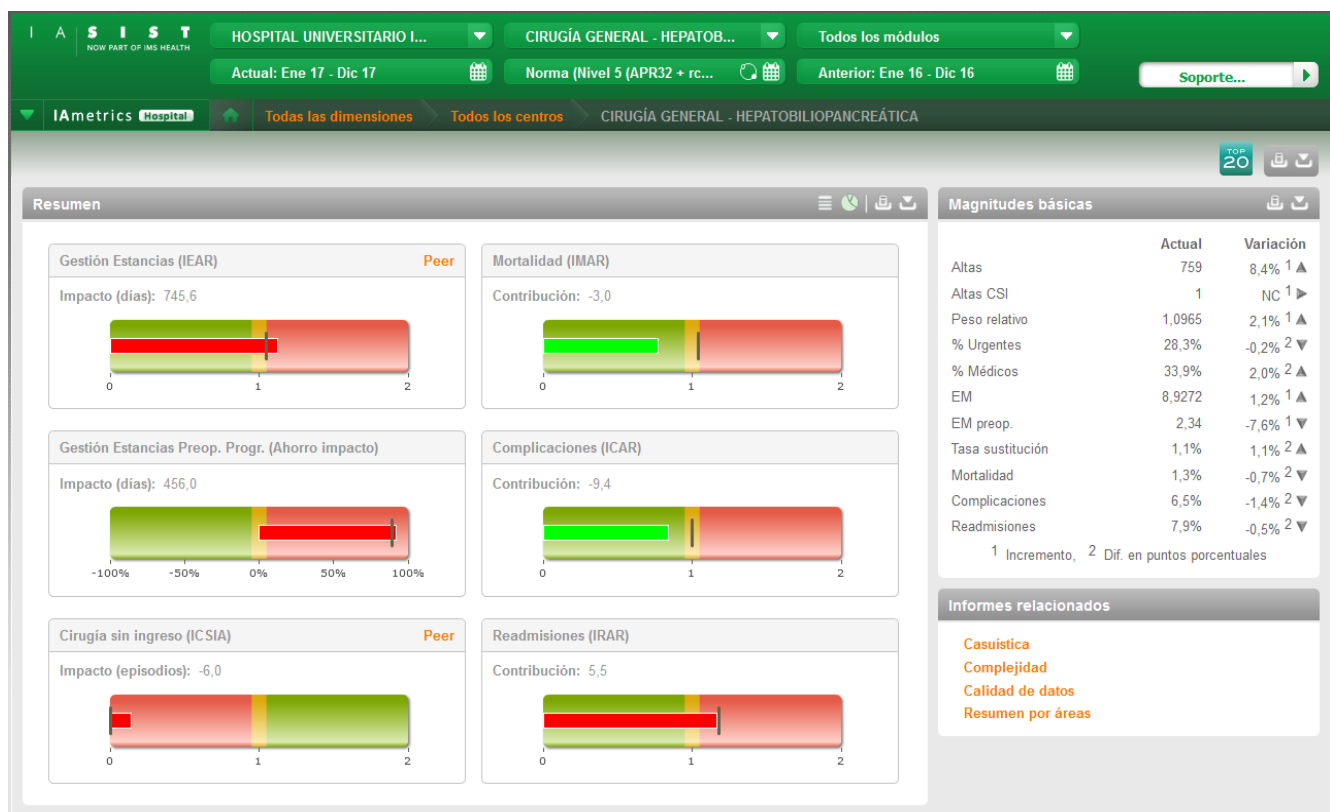 I A S I S T
NOW PART OF IMS HEALTH
HOSPITAL UNIVERSITARIO I...
CIRUGÍA GENERAL - HEPATOB...
Todos los módulos
Actual: Ene 17 - Dic 17
Norma (Nivel 5 (APR32 + rc...
Anterior: Ene 16 - Dic 16
Soporte...
IAmetrics Hospital
Todas las dimensiones
Todos los centros
CIRUGÍA GENERAL - HEPATOBILIOPANCREÁTICA
TOP 20
Resumen
Gestión Estancias (IEAR) Peer
Impacto (días): 745,6
0 1 2
Mortalidad (IMAR)
Contribución: -3,0
0 1 2
Gestión Estancias Preop. Progr. (Ahorro impacto)
Impacto (días): 456,0
-100% -50% 0% 50% 100%
Complicaciones (ICAR)
Contribución: -9,4
0 1 2
Cirugía sin ingreso (ICSIA) Peer
Impacto (episodios): -6,0
0 1 2
Readmisiones (IRAR)
Contribución: 5,5
0 1 2
Magnitudes básicas
Actual Variación
Altas 759 8,4% 1
Altas CSI 1 NC 1
Peso relativo 1,0965 2,1% 1
% Urgentes 28,3% -0,2% 2
% Médicos 33,9% 2,0% 2
EM 8,9272 1,2% 1
EM preop. 2,34 -7,6% 1
Tasa sustitución 1,1% 1,1% 2
Mortalidad 1,3% -0,7% 2
Complicaciones 6,5% -1,4% 2
Readmisiones 7,9% -0,5% 2
1 Incremento, 2 Dif. en puntos porcentuales
Informes relacionados
Casuística
Complejidad
Calidad de datos
Resumen por áreas